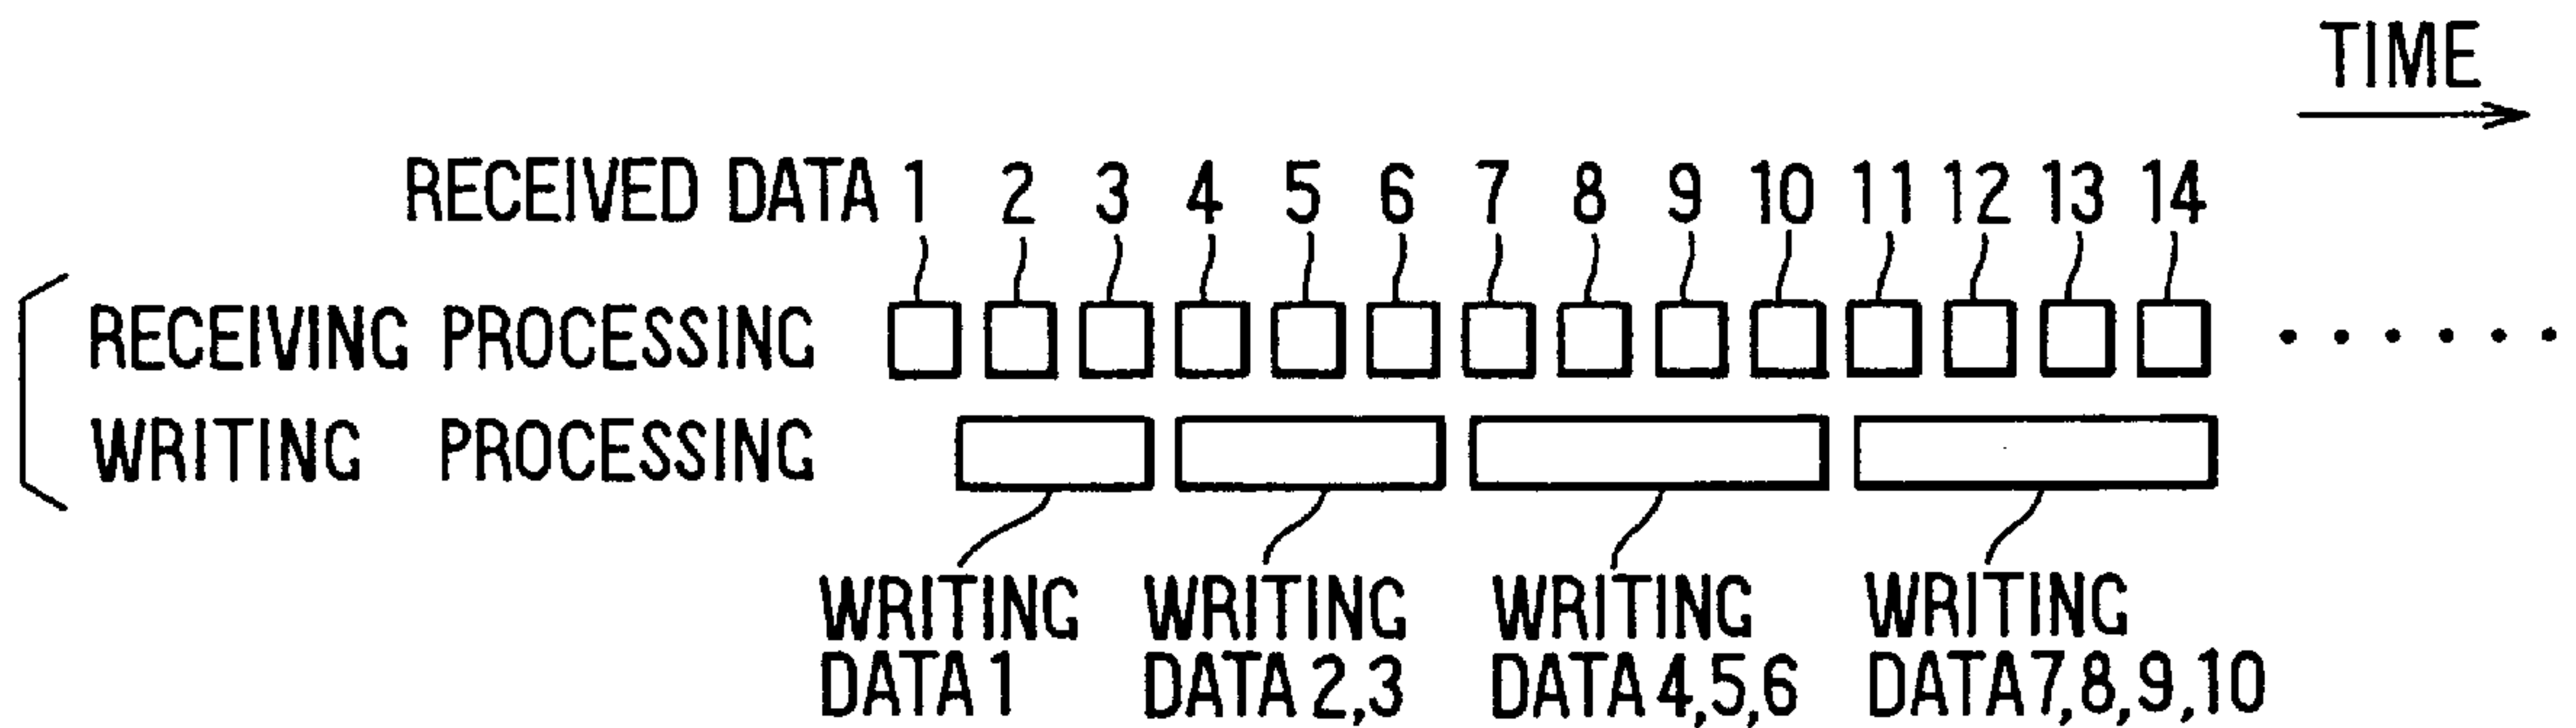 TIME
RECEIVED DATA 1 2 3 4 5 6 7 8 9 10 11 12 13 14
RECEIVING PROCESSING
WRITING PROCESSING
WRITING DATA 1
WRITING DATA 2,3
WRITING DATA 4,5,6
WRITING DATA 7,8,9,10